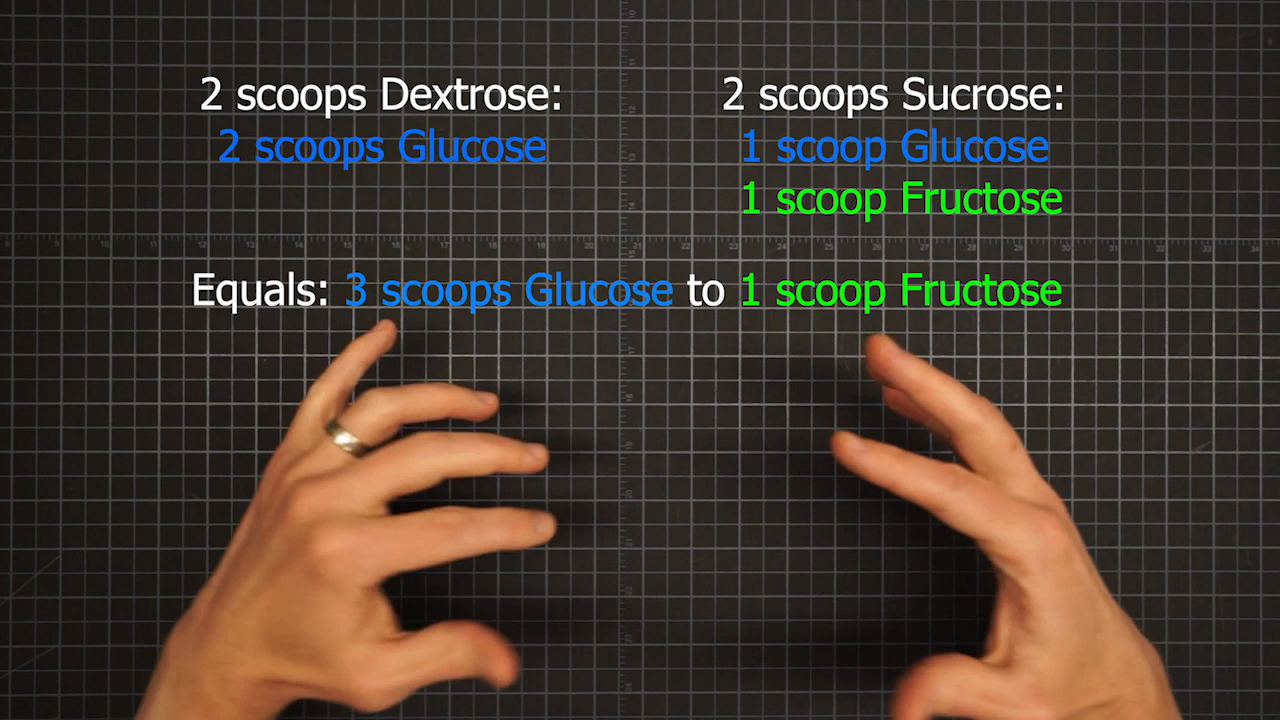 2 scoops Dextrose:
2 scoops Glucose
2 scoops Sucrose:
1 scoop Glucose
1 scoop Fructose
Equals: 3 scoops Glucose to 1 scoop Fructose